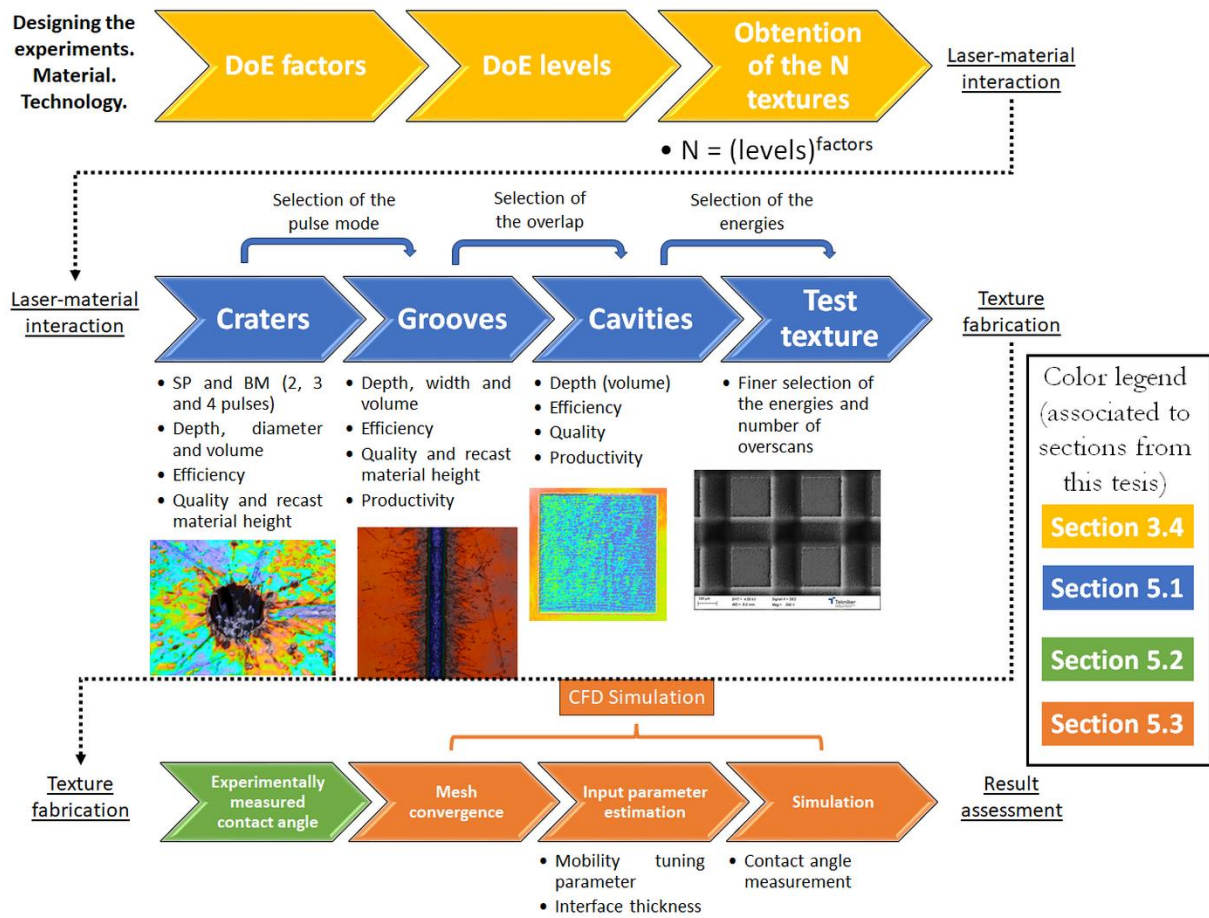 Designing the
experiments.
Material.
Technology.
DoE factors
DoE levels
Obtention
of the N
textures
Laser-material
interaction
• N = (levels)factors
Selection of the
pulse mode
Selection of
the overlap
Selection of the
energies
Laser-material
interaction
Craters
Grooves
Cavities
Test
texture
Texture
fabrication
• SP and BM (2, 3
and 4 pulses)
• Depth, diameter
and volume
• Efficiency
• Quality and recast
material height
• Depth, width and
volume
• Efficiency
• Quality and recast
material height
• Productivity
• Depth (volume)
• Efficiency
• Quality
• Productivity
• Finer selection of
the energies and
number of
overscans
Tekniker
Color legend
(associated to
sections from
this tesis)
Section 3.4
Section 5.1
Section 5.2
Section 5.3
CFD Simulation
Texture
fabrication
Experimentally
measured
contact angle
Mesh
convergence
Input parameter
estimation
Simulation
Result
assessment
• Mobility tuning
parameter
• Interface thickness
• Contact angle
measurement